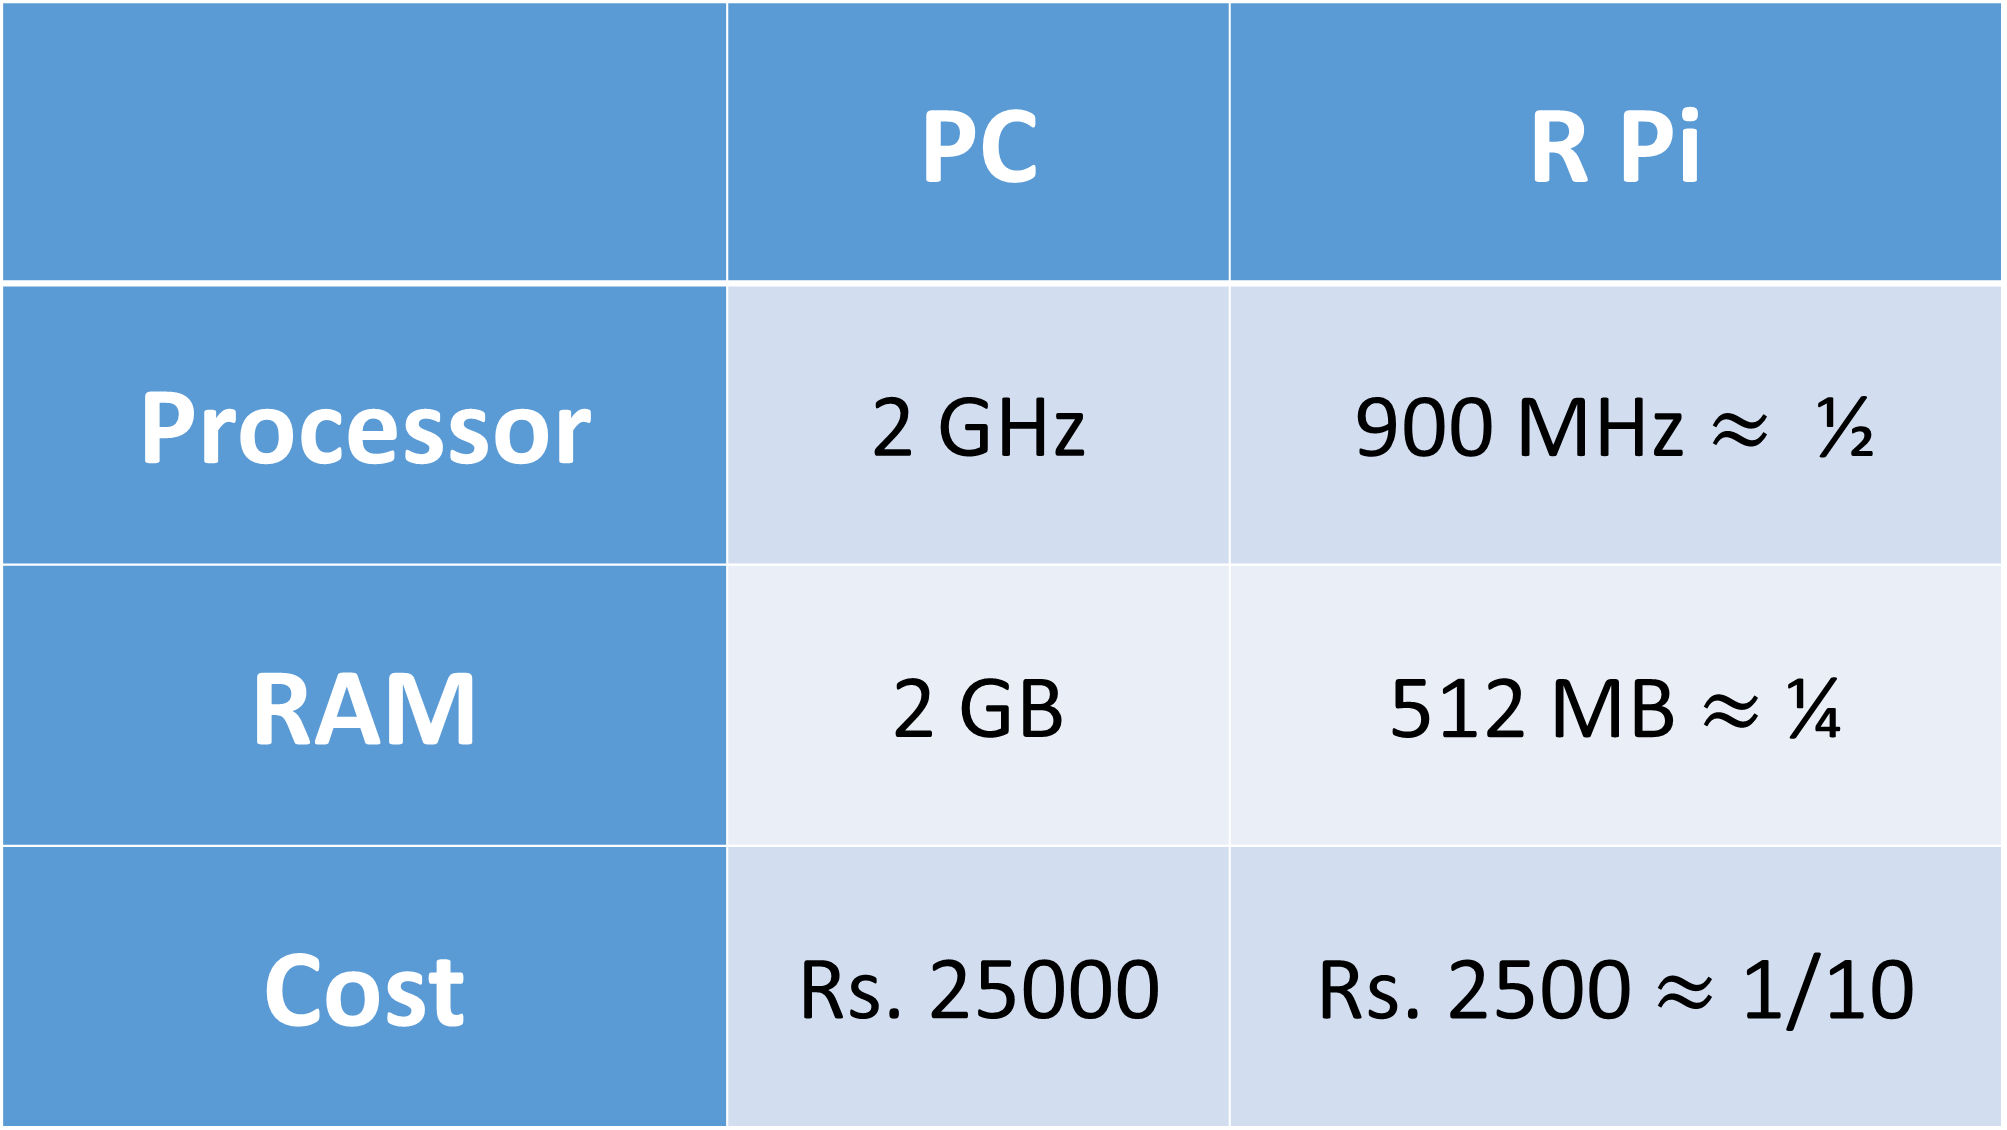 PC R Pi
Processor 2 GHz 900 MHz ≈ ½
RAM 2 GB 512 MB ≈ ¼
Cost Rs. 25000 Rs. 2500 ≈ 1/10